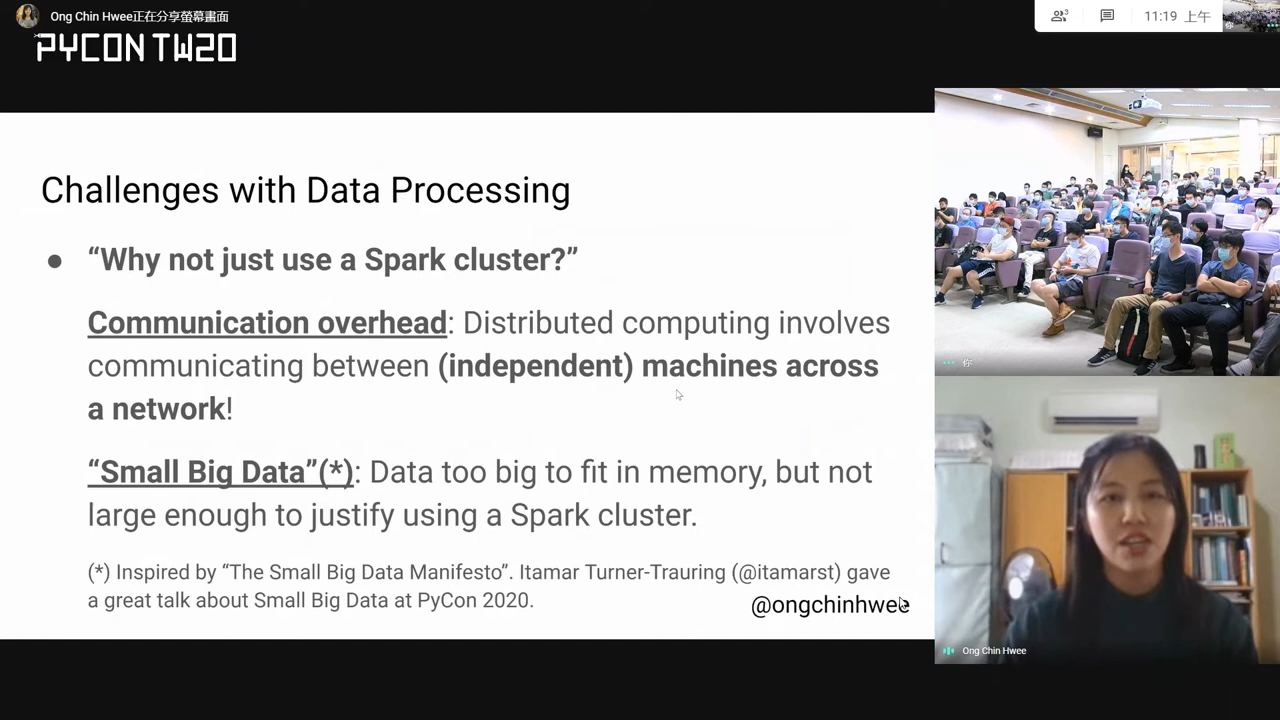 Ong Chin Hwee正在分享螢幕畫面
PYCON TW20
3
11:19 上午
你
Challenges with Data Processing
● “Why not just use a Spark cluster?”
Communication overhead: Distributed computing involves
communicating between (independent) machines across
a network!
“Small Big Data”(*): Data too big to fit in memory, but not
large enough to justify using a Spark cluster.
(*) Inspired by “The Small Big Data Manifesto”. Itamar Turner-Trauring (@itamarst) gave
a great talk about Small Big Data at PyCon 2020.
@ongchinhwee
你
Ong Chin Hwee